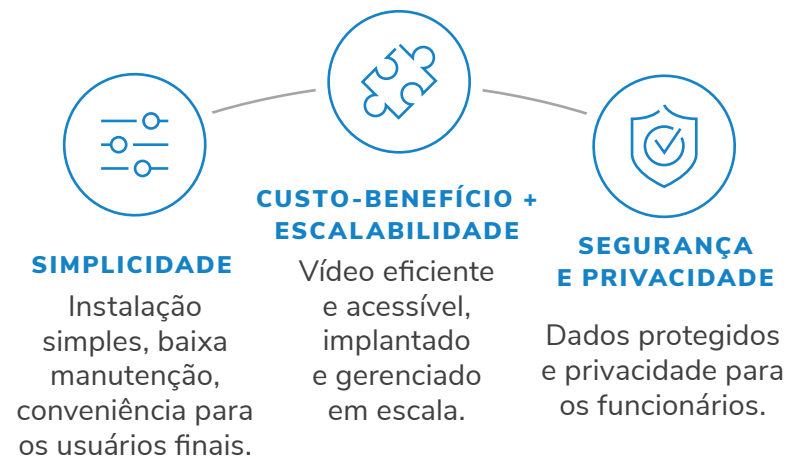 SIMPLICIDADE
Instalação
simples, baixa
manutenção,
conveniência para
os usuários finais.
CUSTO-BENEFÍCIO +
ESCALABILIDADE
Vídeo eficiente
e acessível,
implantado
e gerenciado
em escala.
SEGURANÇA
E PRIVACIDADE
Dados protegidos
e privacidade para
os funcionários.